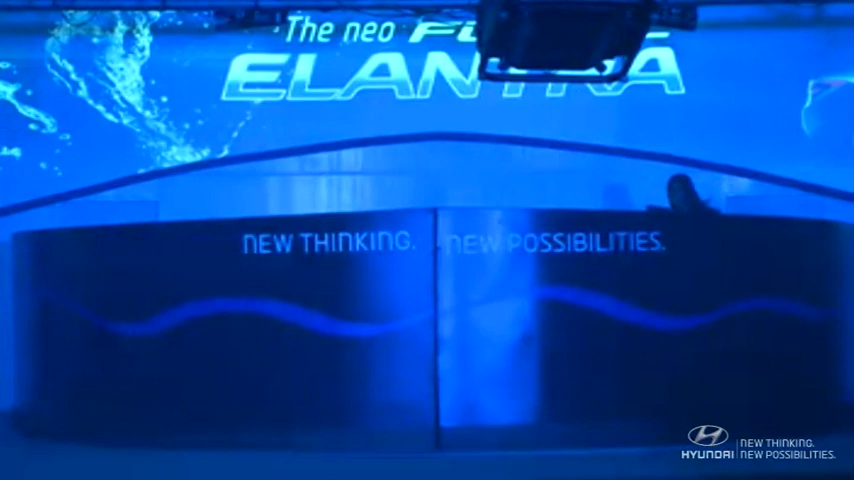 The neo
ELANTRA
NEW THINKING. NEW POSSIBILITIES.
HYUNDAI
NEW THINKING.
NEW POSSIBILITIES.